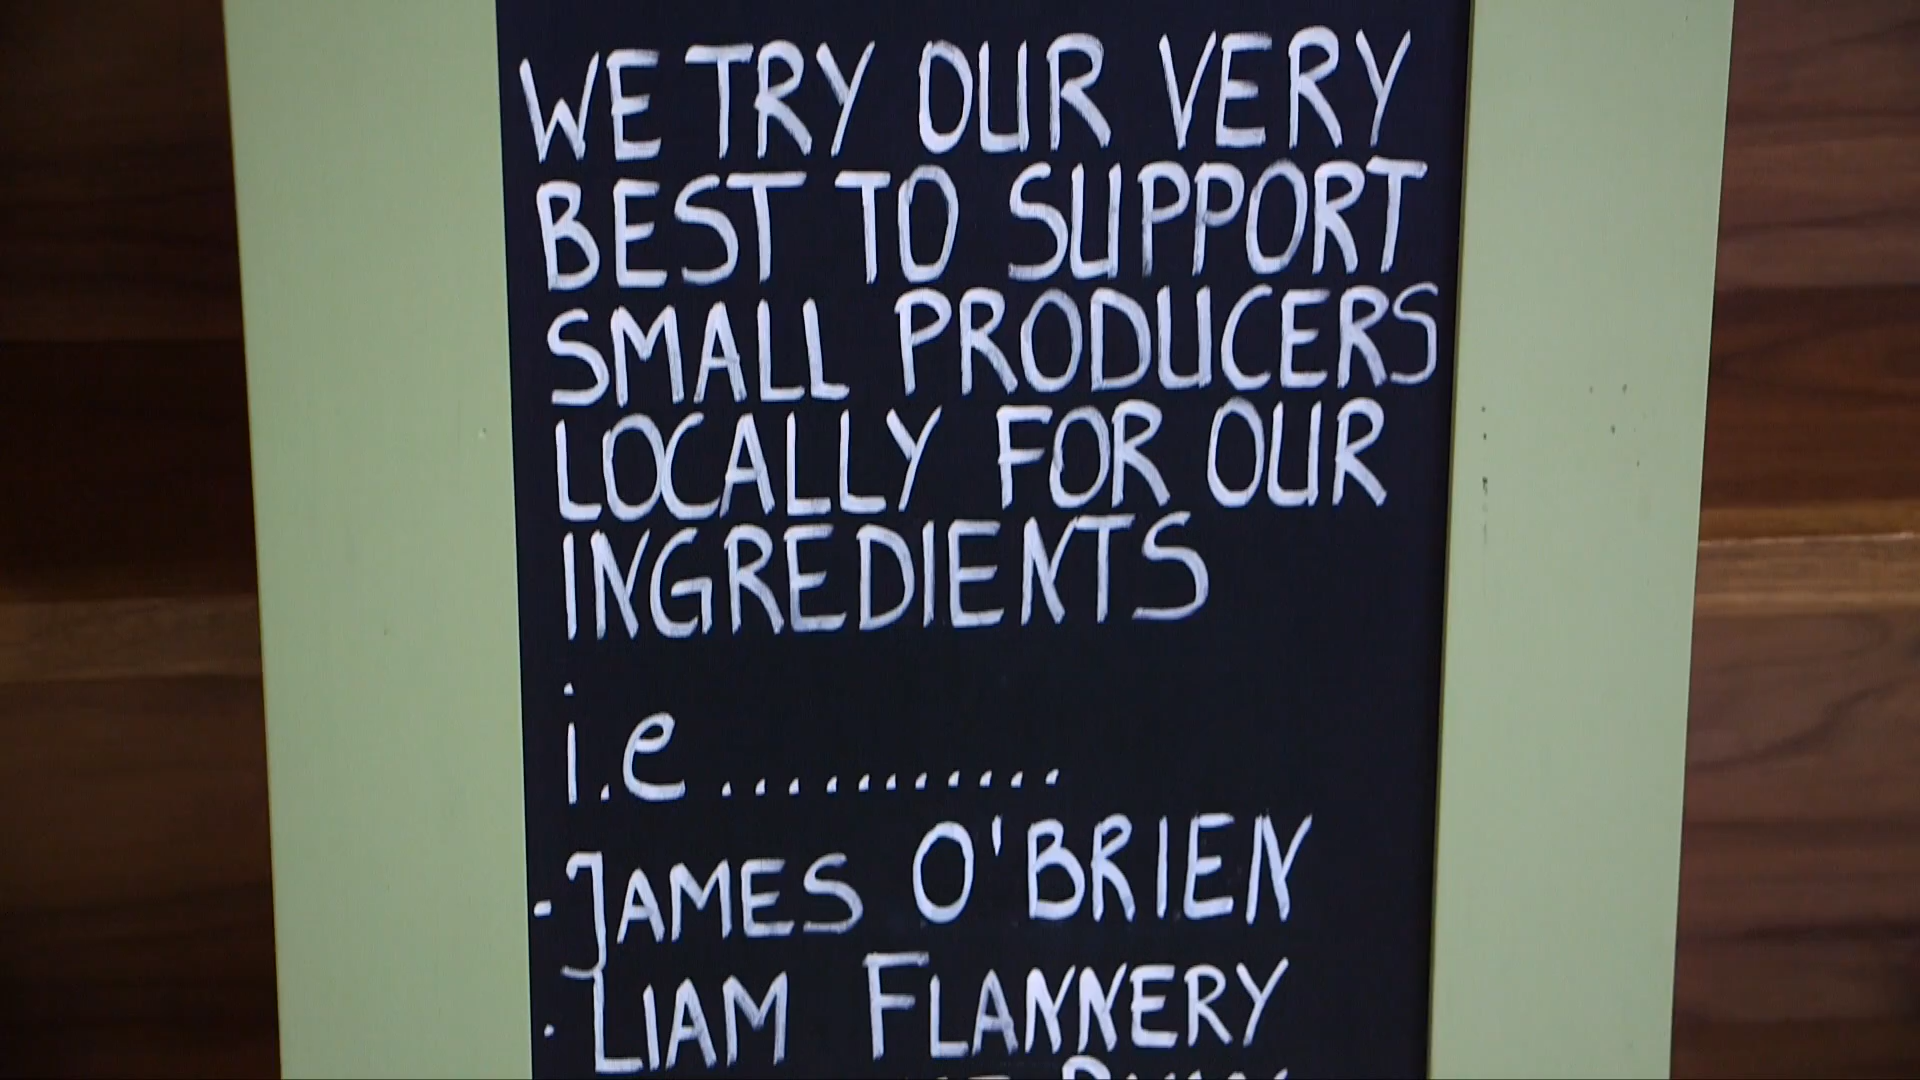 WE TRY OUR VERY
BEST TO SUPPORT
SMALL PRODUCERS
LOCALLY FOR OUR
INGREDIENTS
i.e...........
- JAMES O'BRIEN
- LIAM FLANNERY